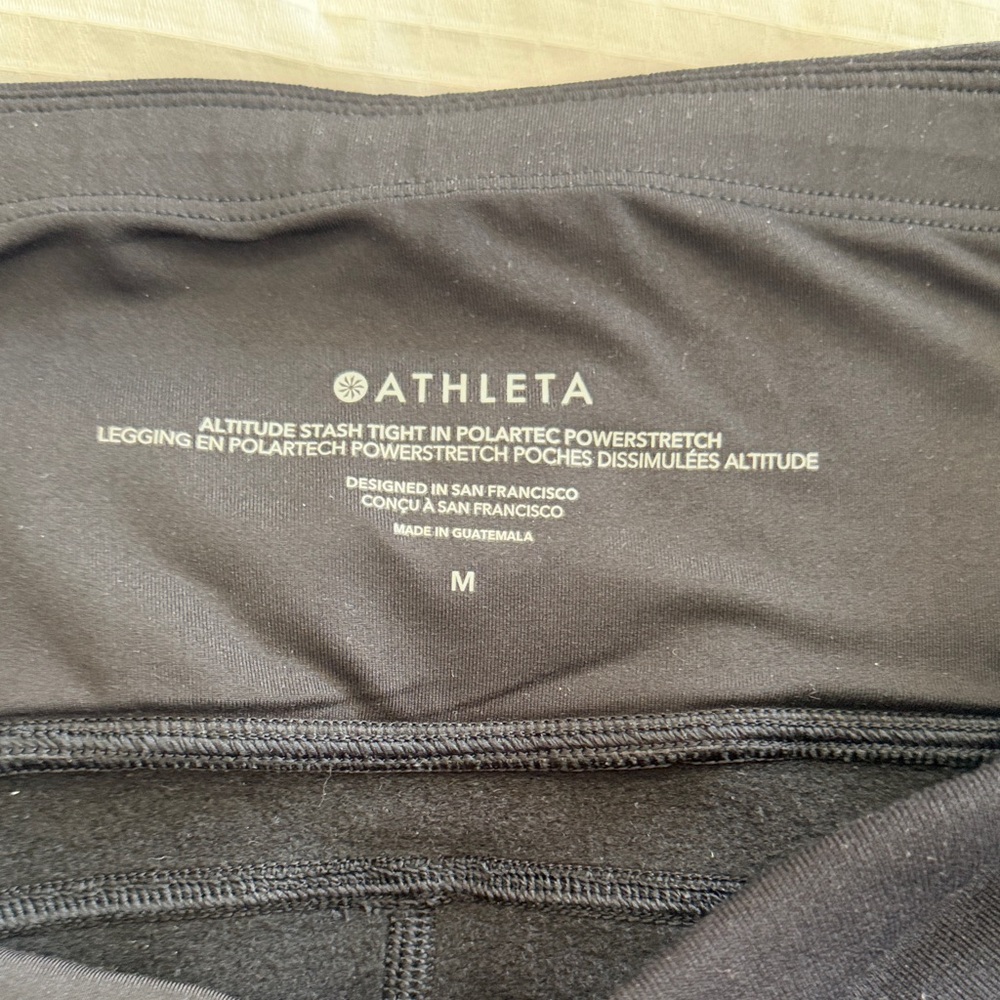 ATHLETA
ALTITUDE STASH TIGHT IN POLARTEC POWERSTRETCH
LEGGING EN POLARTECH POWERSTRETCH POCHES DISSIMULÉES ALTITUDE
DESIGNED IN SAN FRANCISCO
CONÇU À SAN FRANCISCO
MADE IN GUATEMALA
M